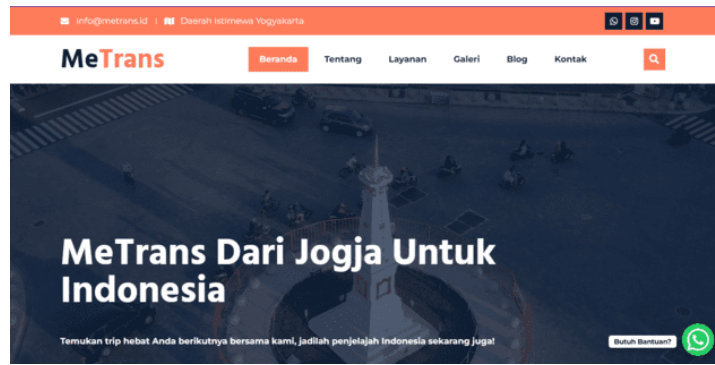 info@metrans.id | Daerah Istimewa Yogyakarta
MeTrans
Beranda Tentang Layanan Galeri Blog Kontak
MeTrans Dari Jogja Untuk
Indonesia
Temukan trip hebat Anda berikutnya bersama kami, jadilah penjelajah Indonesia sekarang juga!
Butuh Bantuan?